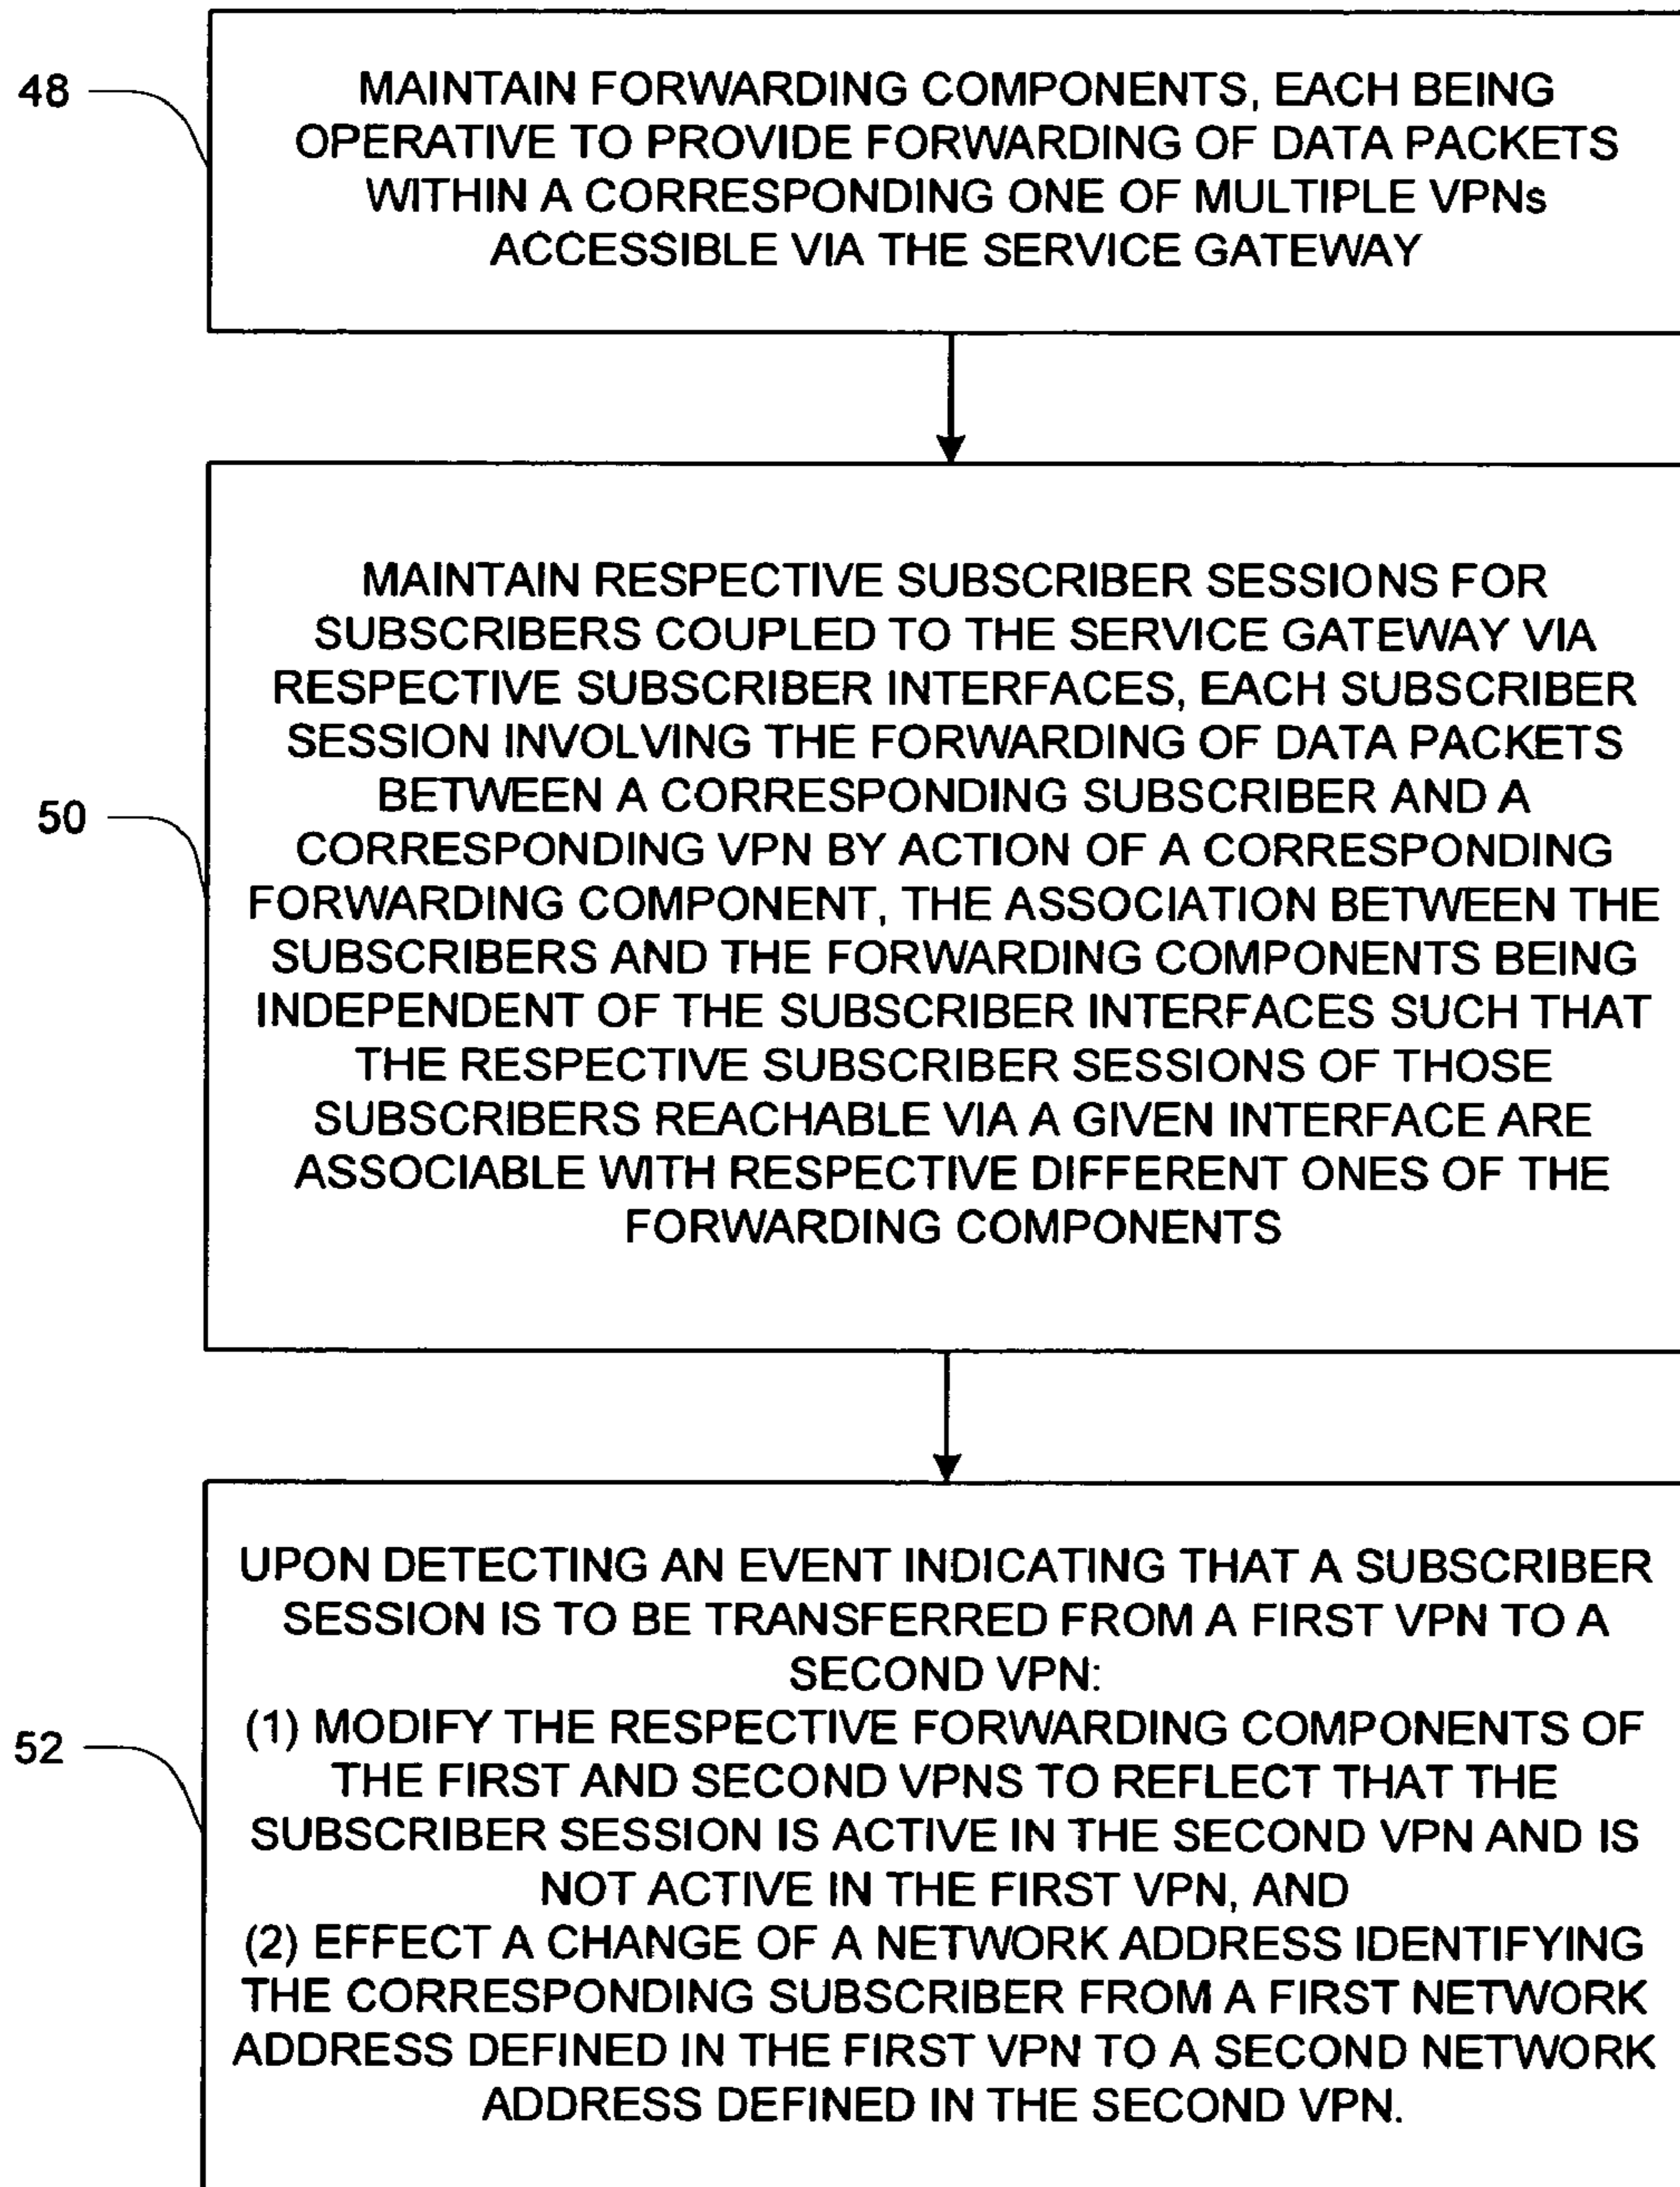 48
MAINTAIN FORWARDING COMPONENTS, EACH BEING
OPERATIVE TO PROVIDE FORWARDING OF DATA PACKETS
WITHIN A CORRESPONDING ONE OF MULTIPLE VPNs
ACCESSIBLE VIA THE SERVICE GATEWAY
50
MAINTAIN RESPECTIVE SUBSCRIBER SESSIONS FOR
SUBSCRIBERS COUPLED TO THE SERVICE GATEWAY VIA
RESPECTIVE SUBSCRIBER INTERFACES, EACH SUBSCRIBER
SESSION INVOLVING THE FORWARDING OF DATA PACKETS
BETWEEN A CORRESPONDING SUBSCRIBER AND A
CORRESPONDING VPN BY ACTION OF A CORRESPONDING
FORWARDING COMPONENT, THE ASSOCIATION BETWEEN THE
SUBSCRIBERS AND THE FORWARDING COMPONENTS BEING
INDEPENDENT OF THE SUBSCRIBER INTERFACES SUCH THAT
THE RESPECTIVE SUBSCRIBER SESSIONS OF THOSE
SUBSCRIBERS REACHABLE VIA A GIVEN INTERFACE ARE
ASSOCIABLE WITH RESPECTIVE DIFFERENT ONES OF THE
FORWARDING COMPONENTS
52
UPON DETECTING AN EVENT INDICATING THAT A SUBSCRIBER
SESSION IS TO BE TRANSFERRED FROM A FIRST VPN TO A
SECOND VPN:
(1) MODIFY THE RESPECTIVE FORWARDING COMPONENTS OF
THE FIRST AND SECOND VPNS TO REFLECT THAT THE
SUBSCRIBER SESSION IS ACTIVE IN THE SECOND VPN AND IS
NOT ACTIVE IN THE FIRST VPN, AND
(2) EFFECT A CHANGE OF A NETWORK ADDRESS IDENTIFYING
THE CORRESPONDING SUBSCRIBER FROM A FIRST NETWORK
ADDRESS DEFINED IN THE FIRST VPN TO A SECOND NETWORK
ADDRESS DEFINED IN THE SECOND VPN.